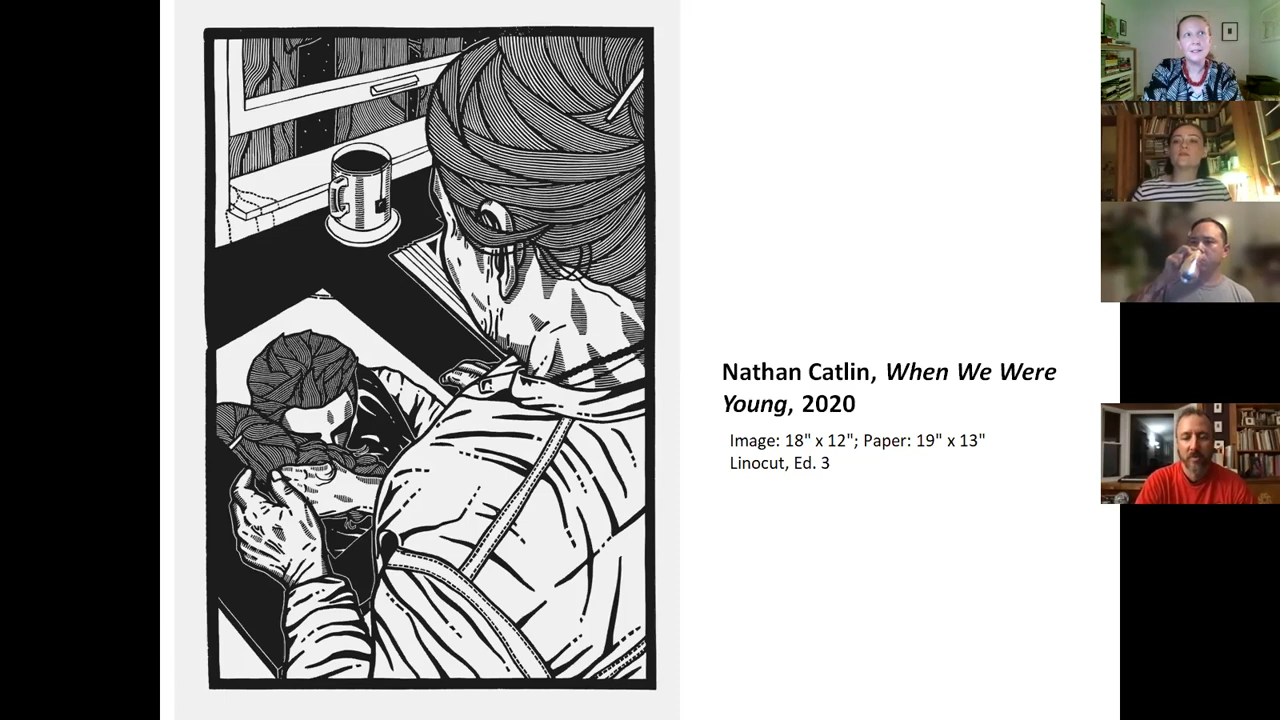 Nathan Catlin, When We Were
Young, 2020
Image: 18" x 12"; Paper: 19" x 13"
Linocut, Ed. 3